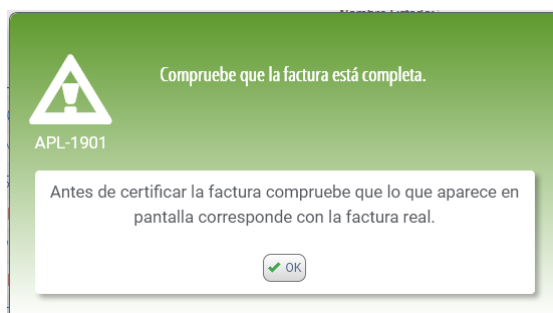 Compruebe que la factura está completa.
APL-1901
Antes de certificar la factura compruebe que lo que aparece en
pantalla corresponde con la factura real.
OK